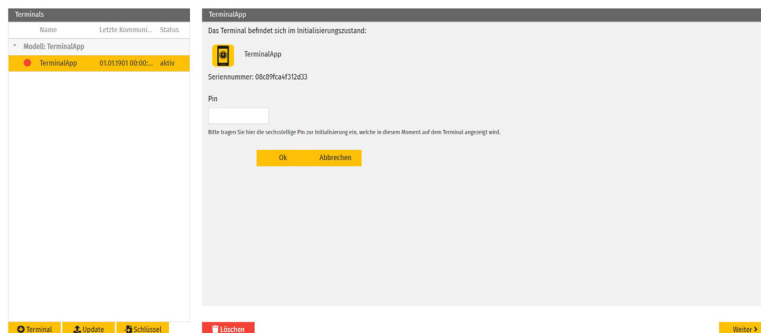 Terminals
Name Letzte Kommuni... Status
Modell: TerminalApp
TerminalApp 01.01.1901 00:00:... aktiv
Terminal Update Schlüssel
TerminalApp
Das Terminal befindet sich im Initialisierungszustand:
TerminalApp
Seriennummer: 08c89fca4f312d33
Pin
Bitte tragen Sie hier die sechsstellige Pin zur Initialisierung ein, welche in diesem Moment auf dem Terminal angezeigt wird.
Ok Abbrechen
Löschen Weiter